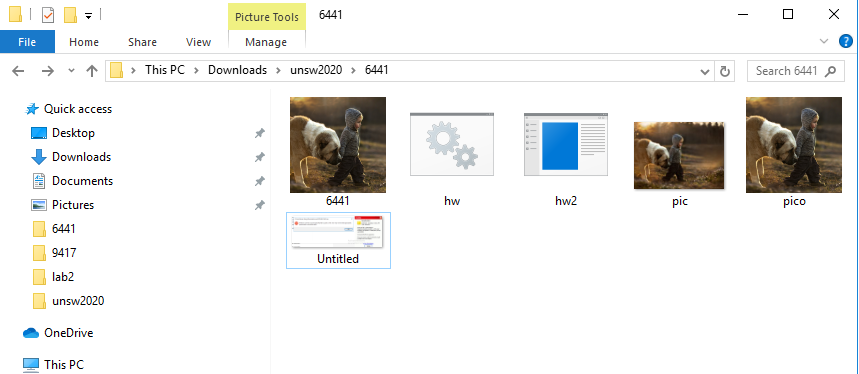 Picture Tools
6441
File
Home
Share
View
Manage
This PC > Downloads > unsw2020 > 6441
Search 6441
Quick access
Desktop
Downloads
Documents
Pictures
6441
9417
lab2
unsw2020
OneDrive
This PC
6441
hw
hw2
pic
pico
Untitled